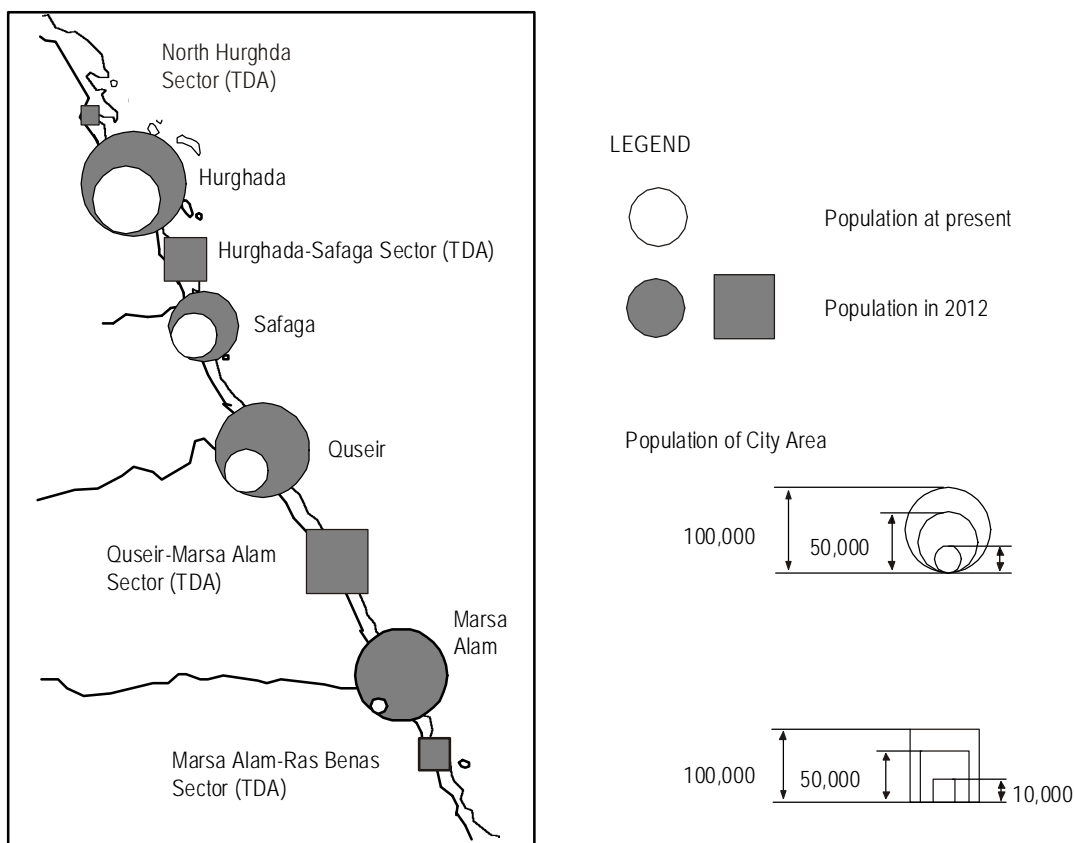 North Hurghda
Sector (TDA)
Hurghada
Hurghada-Safaga Sector (TDA)
Safaga
Quseir
Quseir-Marsa Alam
Sector (TDA)
Marsa
Alam
Marsa Alam-Ras Benas
Sector (TDA)
LEGEND
Population at present
Population in 2012
Population of City Area
100,000
50,000
100,000
50,000
10,000